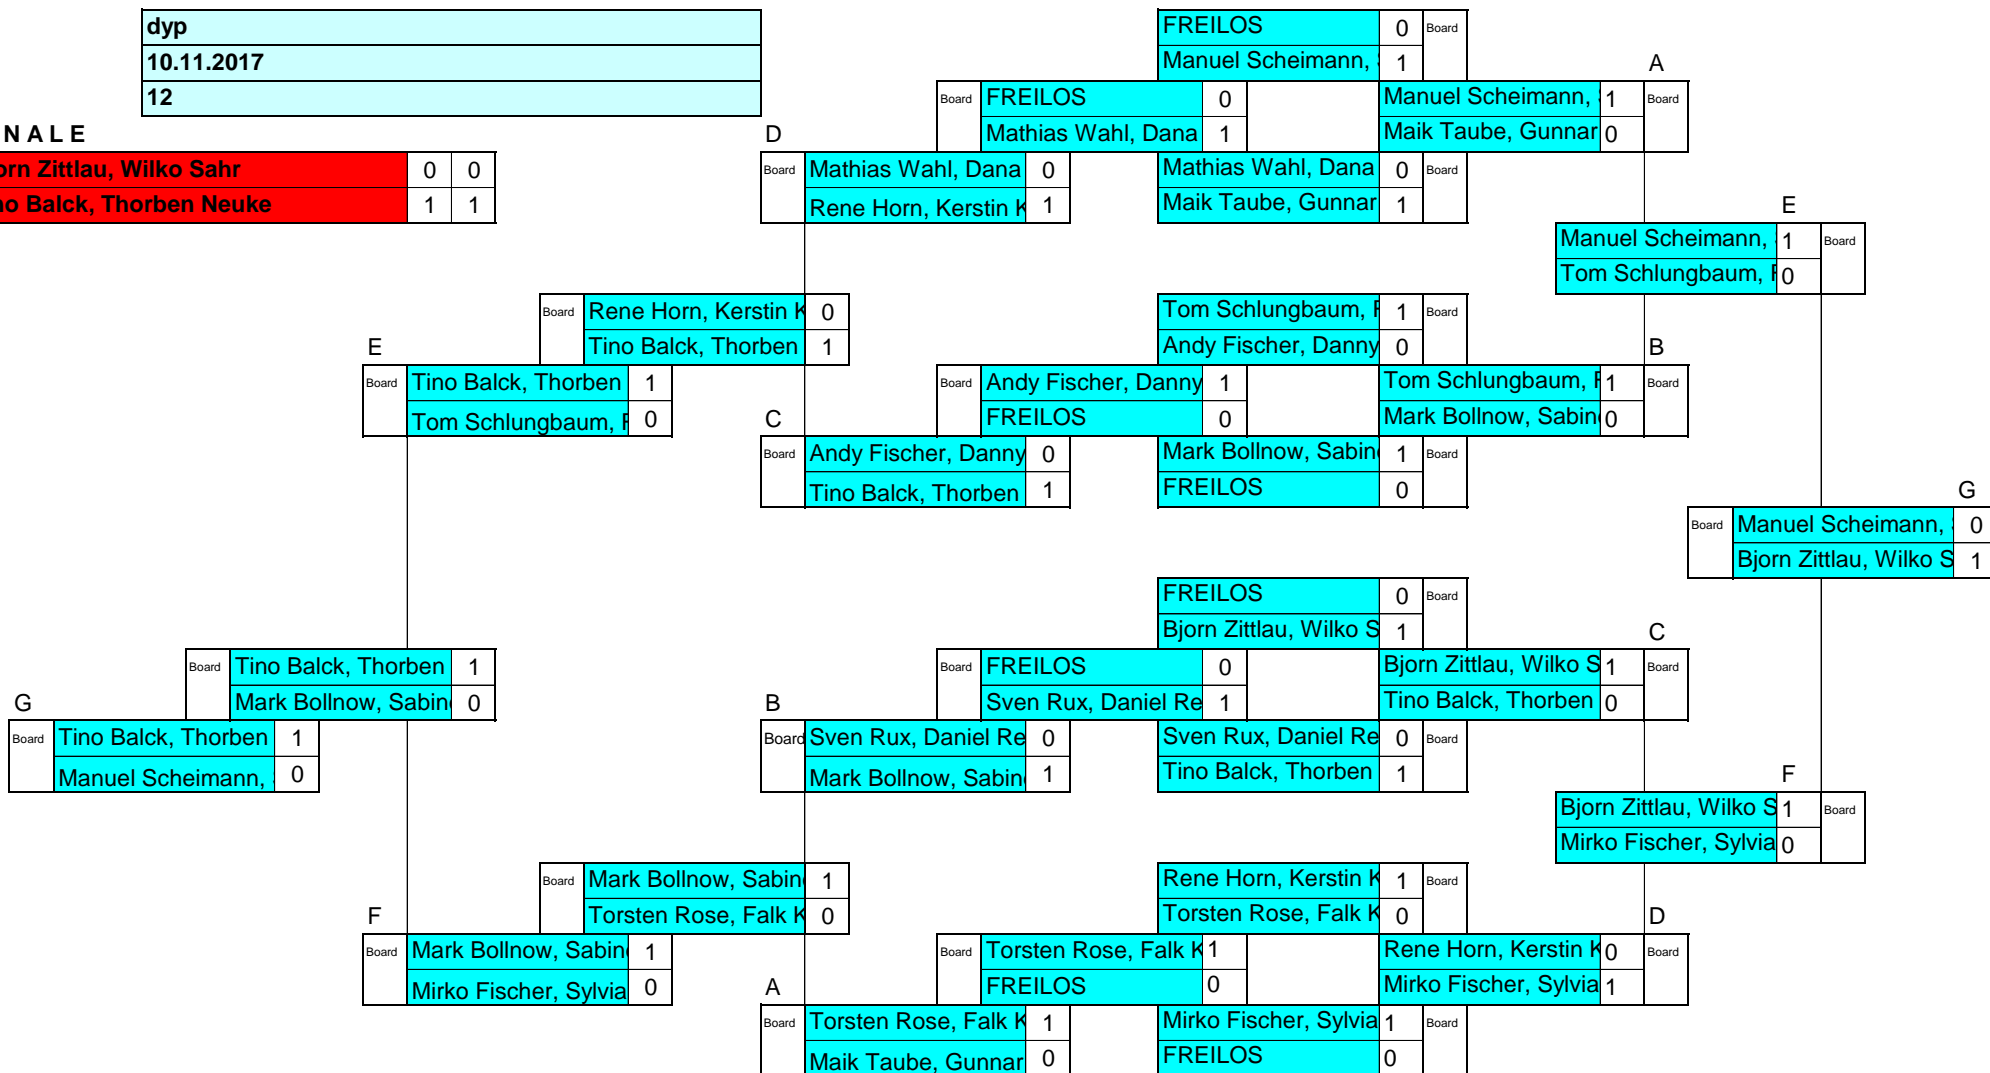 dyp
10.11.2017
12
N A L E
orn Zittlau, Wilko Sahr 0 0
no Balck, Thorben Neuke 1 1
FREILOS 0 Board
Manuel Scheimann, 1
A
Board FREILOS 0
Mathias Wahl, Dana 1
Manuel Scheimann, 1 Board
Maik Taube, Gunnar 0
D
Board Mathias Wahl, Dana 0
Rene Horn, Kerstin K 1
Mathias Wahl, Dana 0 Board
Maik Taube, Gunnar 1
E
Manuel Scheimann, 1 Board
Tom Schlungbaum, 0
Board Rene Horn, Kerstin K 0
Tino Balck, Thorben 1
Tom Schlungbaum, 1 Board
Andy Fischer, Danny 0
E
B
Board Tino Balck, Thorben 1
Tom Schlungbaum, 0
Board Andy Fischer, Danny 1
FREILOS 0
Tom Schlungbaum, 1 Board
Mark Bollnow, Sabin 0
C
Board Andy Fischer, Danny 0
Tino Balck, Thorben 1
Mark Bollnow, Sabin 1 Board
FREILOS 0
G
Board Manuel Scheimann, 0
Bjorn Zittlau, Wilko S 1
FREILOS 0 Board
Bjorn Zittlau, Wilko S 1
C
Board Tino Balck, Thorben 1
Mark Bollnow, Sabin 0
Board FREILOS 0
Sven Rux, Daniel Re 1
Bjorn Zittlau, Wilko S 1 Board
Tino Balck, Thorben 0
G
B
Board Tino Balck, Thorben 1
Manuel Scheimann, 0
Board Sven Rux, Daniel Re 0
Mark Bollnow, Sabin 1
Sven Rux, Daniel Re 0 Board
Tino Balck, Thorben 1
F
Bjorn Zittlau, Wilko S 1 Board
Mirko Fischer, Sylvia 0
Board Mark Bollnow, Sabin 1
Torsten Rose, Falk K 0
Rene Horn, Kerstin K 1 Board
Torsten Rose, Falk K 0
F
D
Board Mark Bollnow, Sabin 1
Mirko Fischer, Sylvia 0
Board Torsten Rose, Falk K 1
FREILOS 0
Rene Horn, Kerstin K 0 Board
Mirko Fischer, Sylvia 1
A
Board Torsten Rose, Falk K 1
Maik Taube, Gunnar 0
Mirko Fischer, Sylvia 1 Board
FREILOS 0